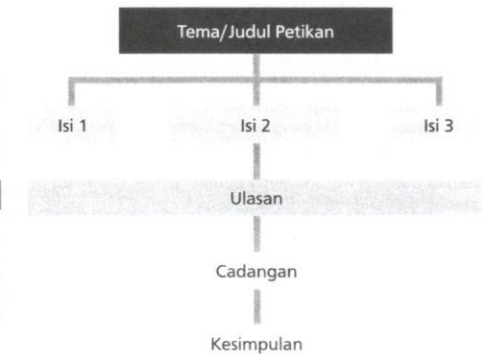 Tema/Judul Petikan
Isi 1 Isi 2 Isi 3
Ulasan
Cadangan
Kesimpulan